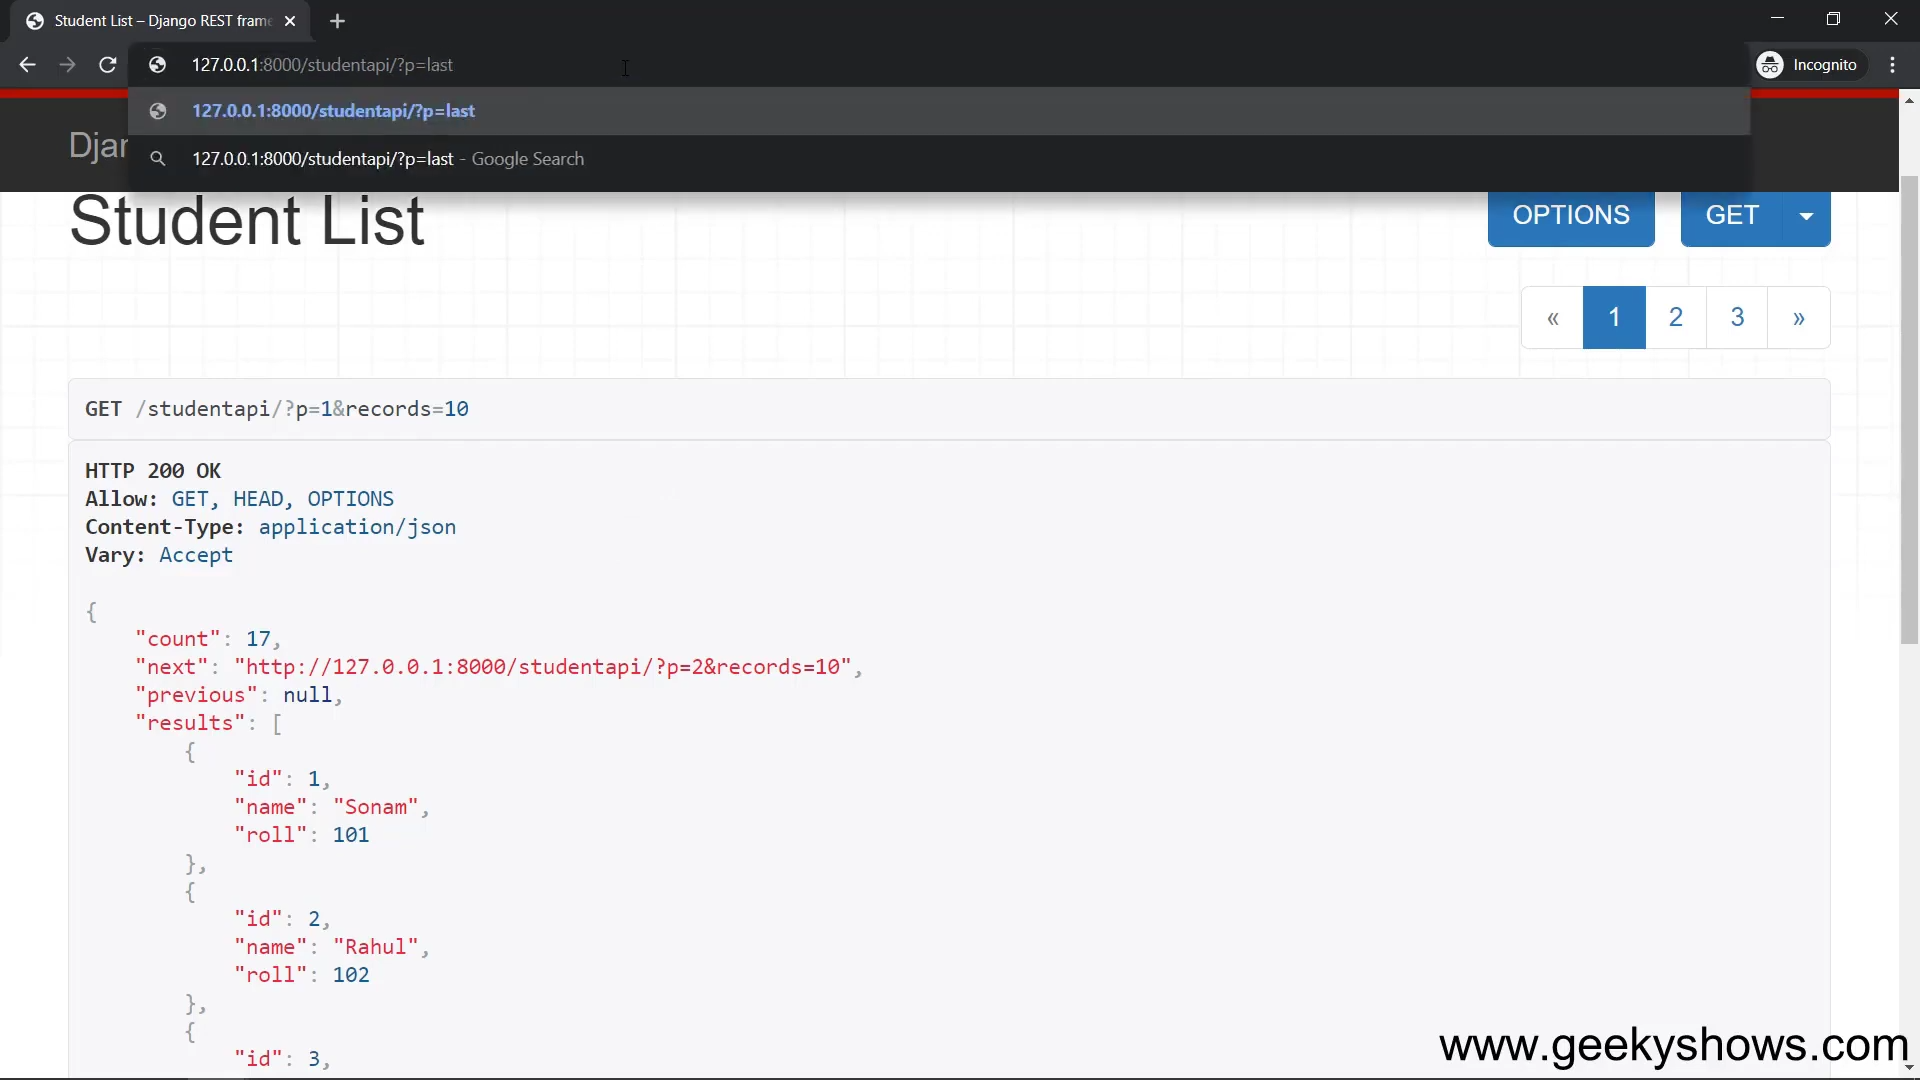 Student List – Django REST frame
127.0.0.1:8000/studentapi/?p=last
Incognito
127.0.0.1:8000/studentapi/?p=last
127.0.0.1:8000/studentapi/?p=last - Google Search
Djan
Student List
OPTIONS
GET
« 1 2 3 »
GET /studentapi/?p=1&records=10
HTTP 200 OK
Allow: GET, HEAD, OPTIONS
Content-Type: application/json
Vary: Accept
{
"count": 17,
"next": "http://127.0.0.1:8000/studentapi/?p=2&records=10",
"previous": null,
"results": [
{
"id": 1,
"name": "Sonam",
"roll": 101
},
{
"id": 2,
"name": "Rahul",
"roll": 102
},
{
"id": 3,
www.geekyshows.com